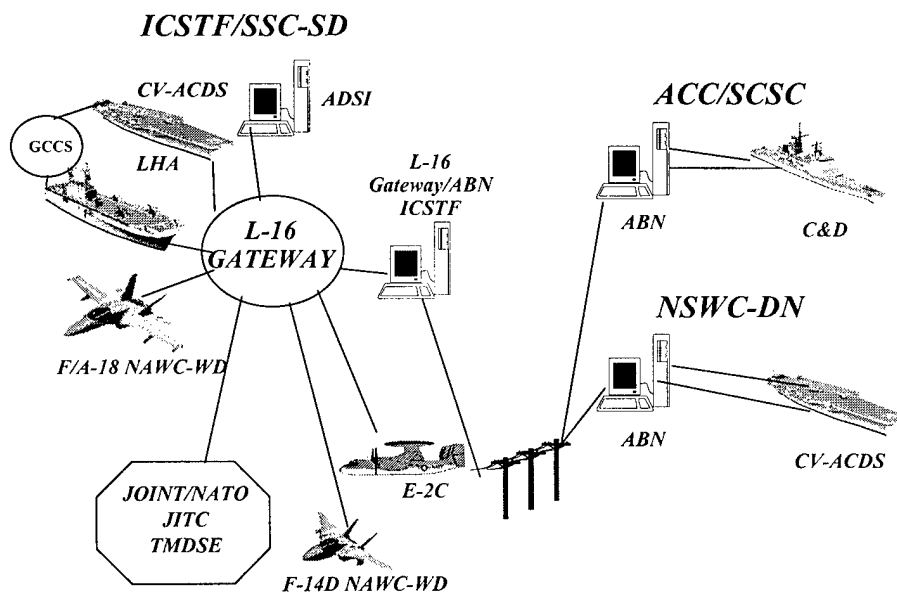 ICSTF/SSC-SD
CV-ACDS
ADSI
GCCS
LHA
L-16
Gateway/ABN
ICSTF
ACC/SCSC
ABN
C&D
L-16
GATEWAY
F/A-18 NAWC-WD
NSWC-DN
ABN
CV-ACDS
E-2C
JOINT/NATO
JITC
TMDSE
F-14D NAWC-WD